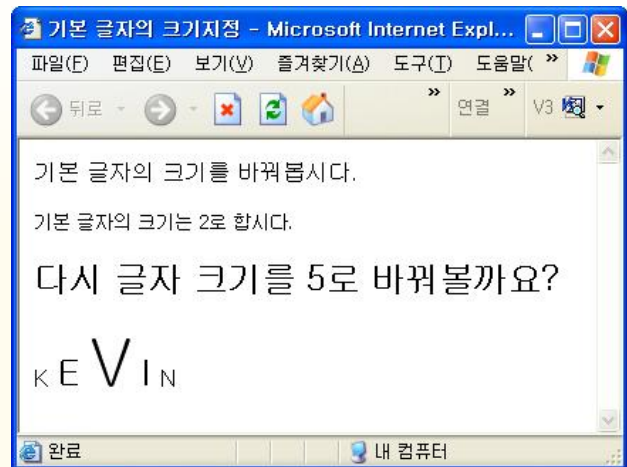 기본 글자의 크기지정 - Microsoft Internet Expl...
파일(F) 편집(E) 보기(V) 즐겨찾기(A) 도구(T) 도움말( »
뒤로 » 연결 » V3
기본 글자의 크기를 바꿔봅시다.
기본 글자의 크기는 2로 합시다.
다시 글자 크기를 5로 바꿔볼까요?
K E V I N
완료 내 컴퓨터